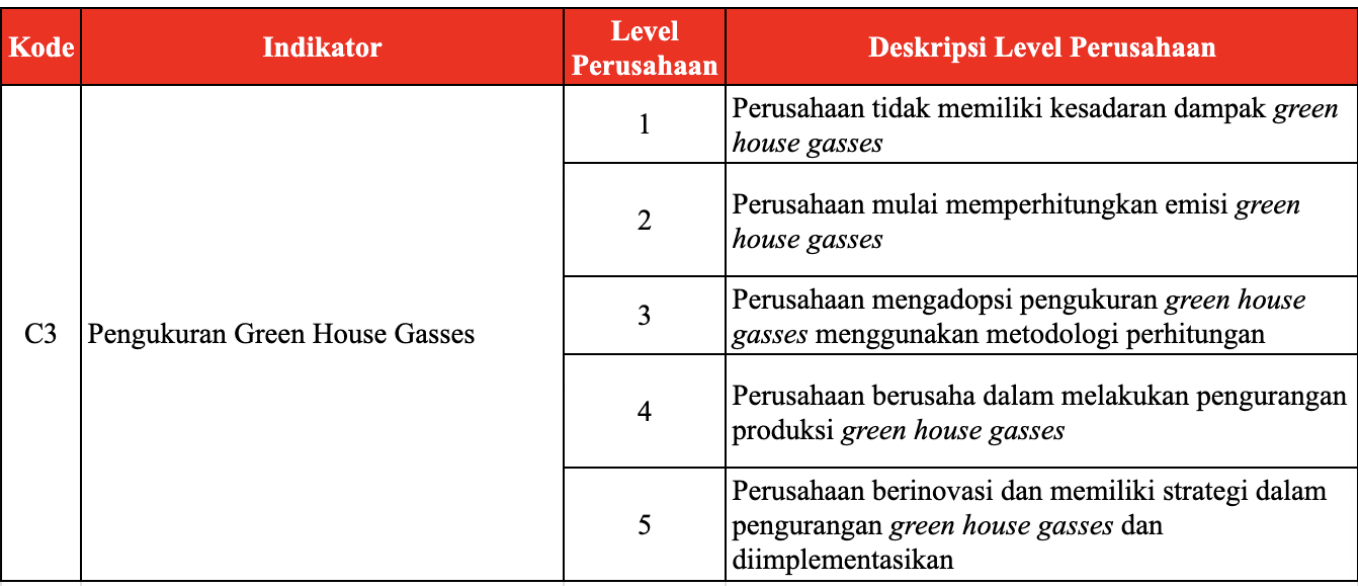 Kode Indikator Level Perusahaan Deskripsi Level Perusahaan
C3 Pengukuran Green House Gasses
1 Perusahaan tidak memiliki kesadaran dampak green
house gasses
2 Perusahaan mulai memperhitungkan emisi green
house gasses
3 Perusahaan mengadopsi pengukuran green house
gasses menggunakan metodologi perhitungan
4 Perusahaan berusaha dalam melakukan pengurangan
produksi green house gasses
5 Perusahaan berinovasi dan memiliki strategi dalam
pengurangan green house gasses dan
diimplementasikan